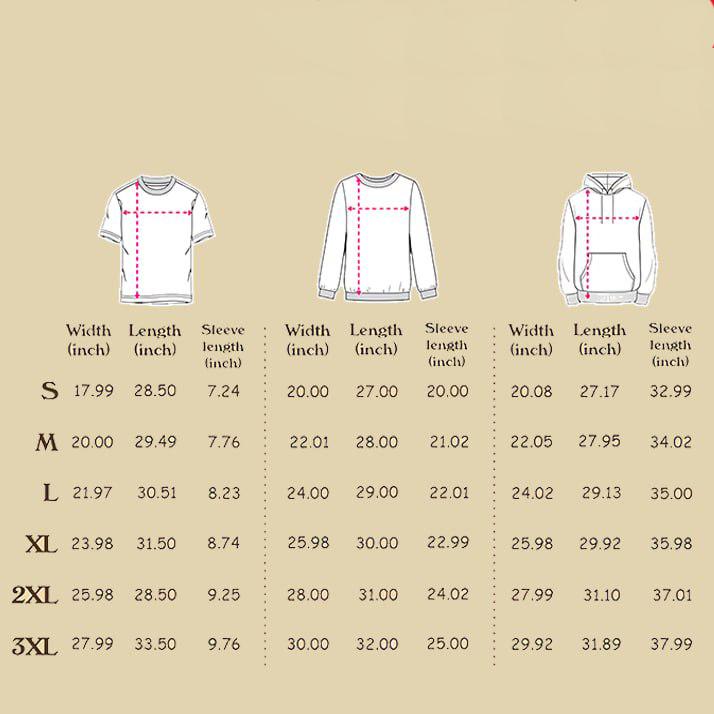 Width Length Sleeve Width Length Sleeve Width Length Sleeve
(inch) (inch) length (inch) (inch) length (inch) (inch) length
(inch) (inch) (inch)
S 17.99 28.50 7.24 20.00 27.00 20.00 20.08 27.17 32.99
M 20.00 29.49 7.76 22.01 28.00 21.02 22.05 27.95 34.02
L 21.97 30.51 8.23 24.00 29.00 22.01 24.02 29.13 35.00
XL 23.98 31.50 8.74 25.98 30.00 22.99 25.98 29.92 35.98
2XL 25.98 28.50 9.25 28.00 31.00 24.02 27.99 31.10 37.01
3XL 27.99 33.50 9.76 30.00 32.00 25.00 29.92 31.89 37.99